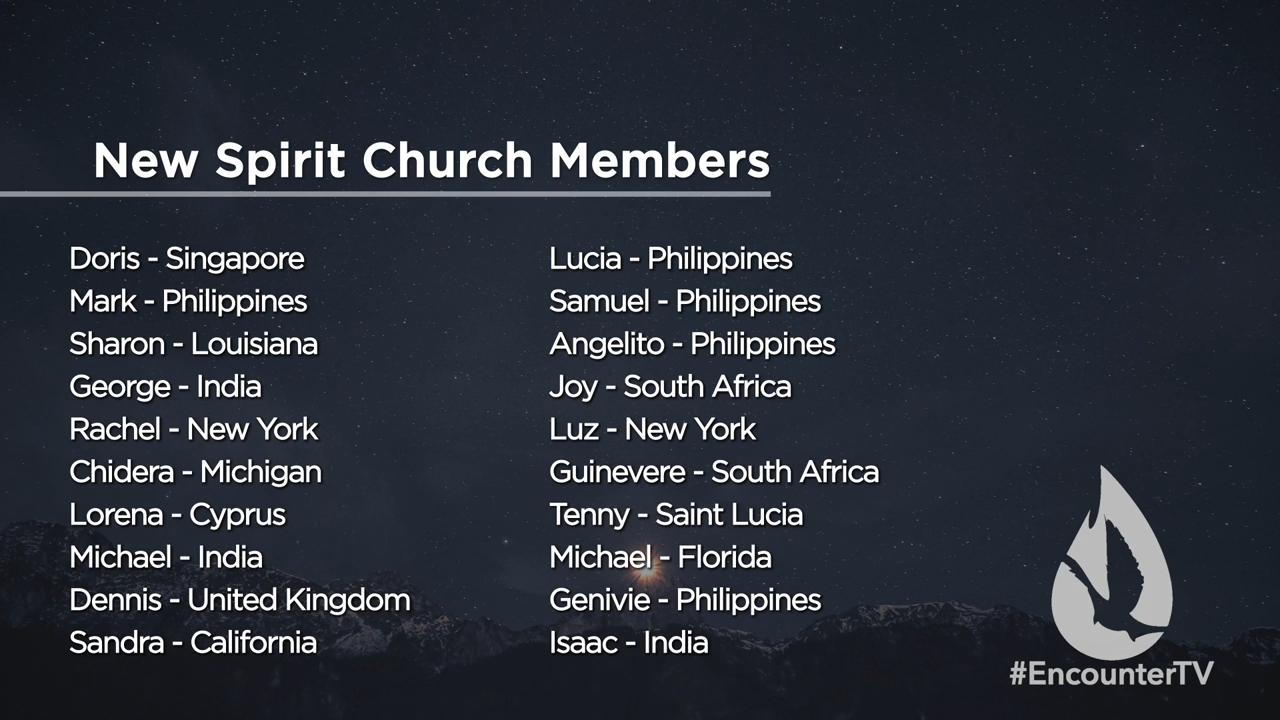 New Spirit Church Members
Doris - Singapore
Mark - Philippines
Sharon - Louisiana
George - India
Rachel - New York
Chidera - Michigan
Lorena - Cyprus
Michael - India
Dennis - United Kingdom
Sandra - California
Lucia - Philippines
Samuel - Philippines
Angelito - Philippines
Joy - South Africa
Luz - New York
Guinevere - South Africa
Tenny - Saint Lucia
Michael - Florida
Genivie - Philippines
Isaac - India
#EncounterTV